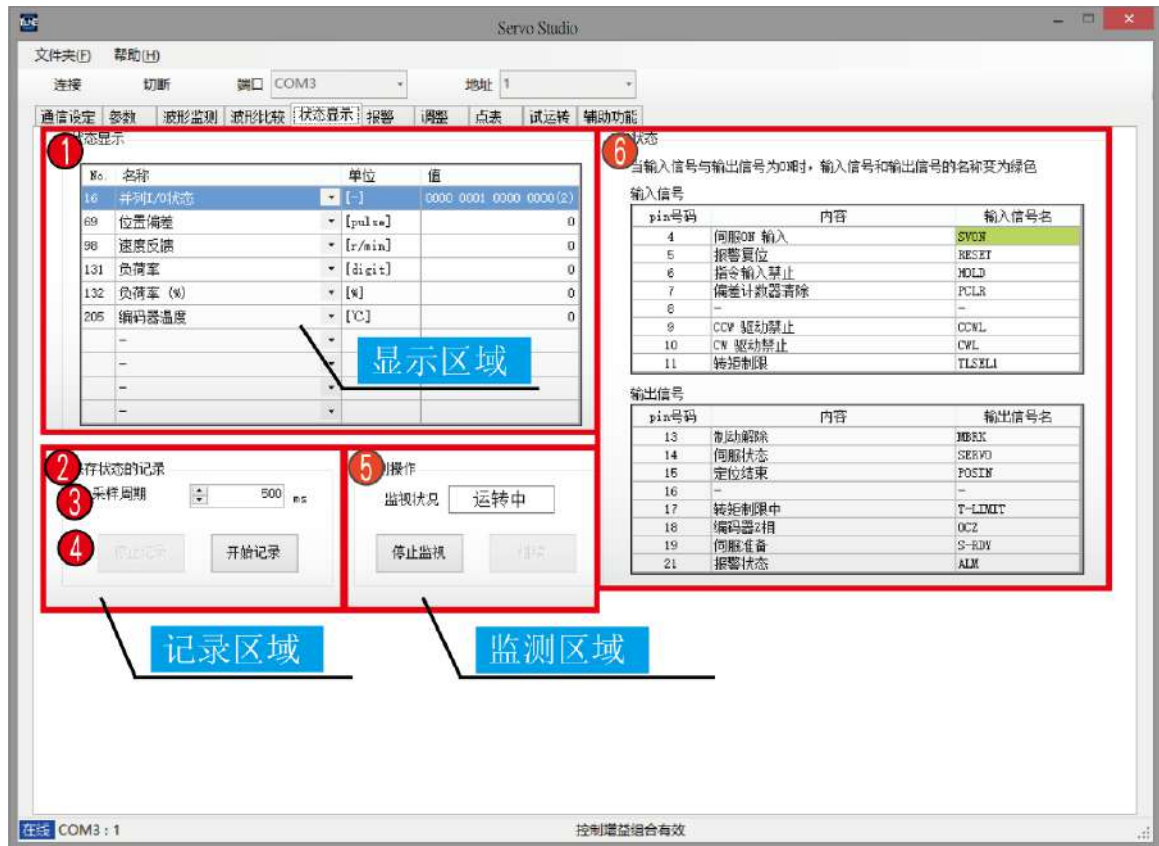 Servo Studio
文件夹(F) 帮助(H)
连接 切断 端口 COM3 地址 1
通信设定 参数 波形监测 波形比较 状态显示 报警 调整 点表 试运转 辅助功能
1 状态显示
No. 名称 单位 值
16 并列I/O状态 [-] 0000 0001 0000 0000(2)
69 位置偏差 [pulse] 0
98 速度反馈 [r/min] 0
131 负荷率 [digit] 0
132 负荷率 (%) [%] 0
205 编码器温度 [℃] 0
-
-
-
-
显示区域
2 存状态的记录
3 采样周期 500 ms
4 停止记录 开始记录
记录区域
5 操作
监视状况 运转中
停止监视 继续
监测区域
6 状态
当输入信号与输出信号为ON时，输入信号和输出信号的名称变为绿色
输入信号
pin号码 内容 输入信号名
4 伺服ON 输入 SVON
5 报警复位 RESET
6 指令输入禁止 HOLD
7 偏差计数器清除 PCLR
8 - -
9 CCW 驱动禁止 CCWL
10 CW 驱动禁止 CWL
11 转矩制限 TLSEL1
输出信号
pin号码 内容 输出信号名
13 制动解除 MBRK
14 伺服状态 SERVO
15 定位结束 POSIN
16 - -
17 转矩制限中 T-LIMIT
18 编码器Z相 OCZ
19 伺服准备 S-RDY
21 报警状态 ALM
在线 COM3 : 1 控制增益组合有效